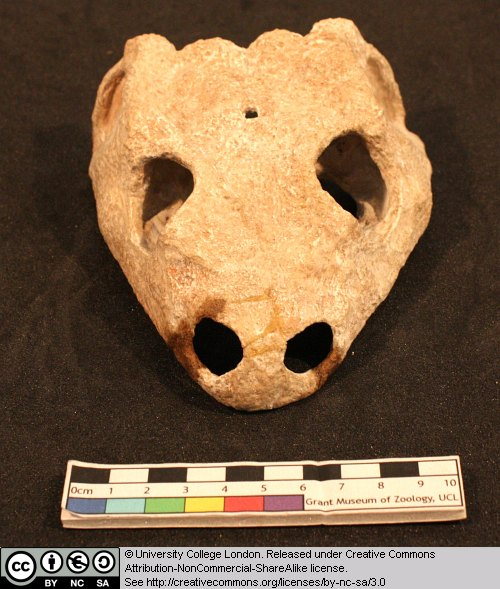 0cm 1 2 3 4 5 6 7 8 9 10
Grant Museum of Zoology, UCL
CC BY NC SA
© University College London. Released under Creative Commons
Attribution-NonCommercial-ShareAlike license.
See http://creativecommons.org/licenses/by-nc-sa/3.0